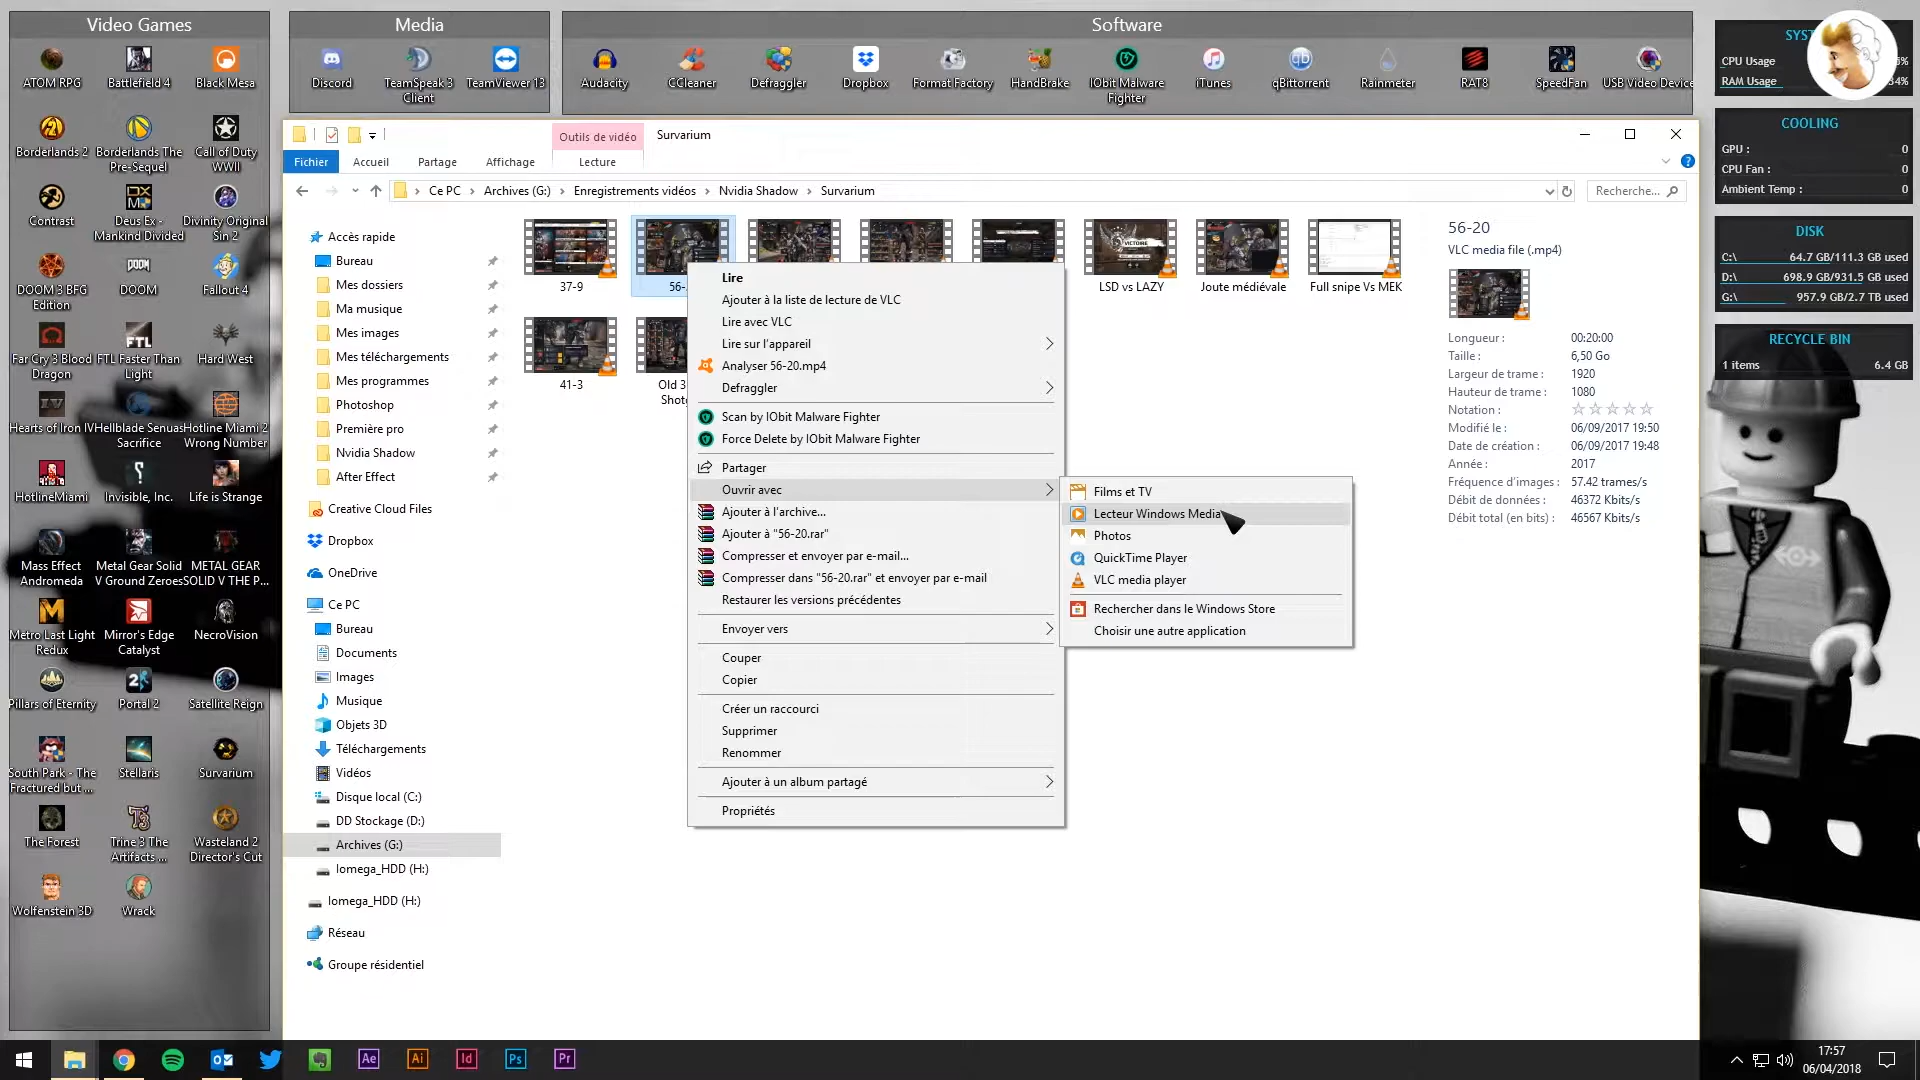 Video Games
ATOM RPG
Battlefield 4
Black Mesa
Borderlands 2
Borderlands The
Pre-Sequel
Call of Duty
WWII
Contrast
Deus Ex -
Mankind Divided
Divinity Original
Sin 2
DOOM 3 BFG
Edition
DOOM
Fallout 4
Far Cry 3 Blood
Dragon
FTL Faster Than
Light
Hard West
Hearts of Iron IV
Hellblade Senuas
Sacrifice
Hotline Miami 2
Wrong Number
HotlineMiami
Invisible, Inc.
Life is Strange
Mass Effect
Andromeda
Metal Gear Solid
V Ground Zeroes
METAL GEAR
SOLID V THE P...
Metro Last Light
Redux
Mirror's Edge
Catalyst
NecroVision
Pillars of Eternity
Portal 2
Satellite Reign
South Park - The
Fractured but ...
Stellaris
Survarium
The Forest
Trine 3 The
Artifacts ...
Wasteland 2
Director's Cut
Wolfenstein 3D
Wrack
Media
Discord
TeamSpeak 3
Client
TeamViewer 13
Software
Audacity
CCleaner
Defraggler
Dropbox
Format Factory
HandBrake
IObit Malware
Fighter
iTunes
qBittorrent
Rainmeter
RAT8
SpeedFan
USB Video Device
Outils de vidéo
Survarium
Fichier
Accueil
Partage
Affichage
Lecture
Ce PC
Archives (G:)
Enregistrements vidéos
Nvidia Shadow
Survarium
Recherche...
Accès rapide
Bureau
Mes dossiers
Ma musique
Mes images
Mes téléchargements
Mes programmes
Photoshop
Première pro
Nvidia Shadow
After Effect
Creative Cloud Files
Dropbox
OneDrive
Ce PC
Bureau
Documents
Images
Musique
Objets 3D
Téléchargements
Vidéos
Disque local (C:)
DD Stockage (D:)
Archives (G:)
Iomega_HDD (H:)
Iomega_HDD (H:)
Réseau
Groupe résidentiel
37-9
56-
LSD vs LAZY
Joute médiévale
Full snipe Vs MEK
41-3
Old 3
Shot
VICTOIRE
Lire
Ajouter à la liste de lecture de VLC
Lire avec VLC
Lire sur l'appareil
Analyser 56-20.mp4
Defraggler
Scan by IObit Malware Fighter
Force Delete by IObit Malware Fighter
Partager
Ouvrir avec
Ajouter à l'archive...
Ajouter à "56-20.rar"
Compresser et envoyer par e-mail...
Compresser dans "56-20.rar" et envoyer par e-mail
Restaurer les versions précédentes
Envoyer vers
Couper
Copier
Créer un raccourci
Supprimer
Renommer
Ajouter à un album partagé
Propriétés
Films et TV
Lecteur Windows Media
Photos
QuickTime Player
VLC media player
Rechercher dans le Windows Store
Choisir une autre application
56-20
VLC media file (.mp4)
Longueur : 00:20:00
Taille : 6,50 Go
Largeur de trame : 1920
Hauteur de trame : 1080
Notation :
Modifié le : 06/09/2017 19:50
Date de création : 06/09/2017 19:48
Année : 2017
Fréquence d'images : 57.42 trames/s
Débit de données : 46372 Kbits/s
Débit total (en bits) : 46567 Kbits/s
SYST
CPU Usage
RAM Usage
COOLING
GPU : 0
CPU Fan : 0
Ambient Temp : 0
DISK
C:\ 64.7 GB/111.3 GB used
D:\ 698.9 GB/931.5 GB used
G:\ 957.9 GB/2.7 TB used
RECYCLE BIN
1 items 6.4 GB
Ae
Ai
Id
Ps
Pr
17:57
06/04/2018